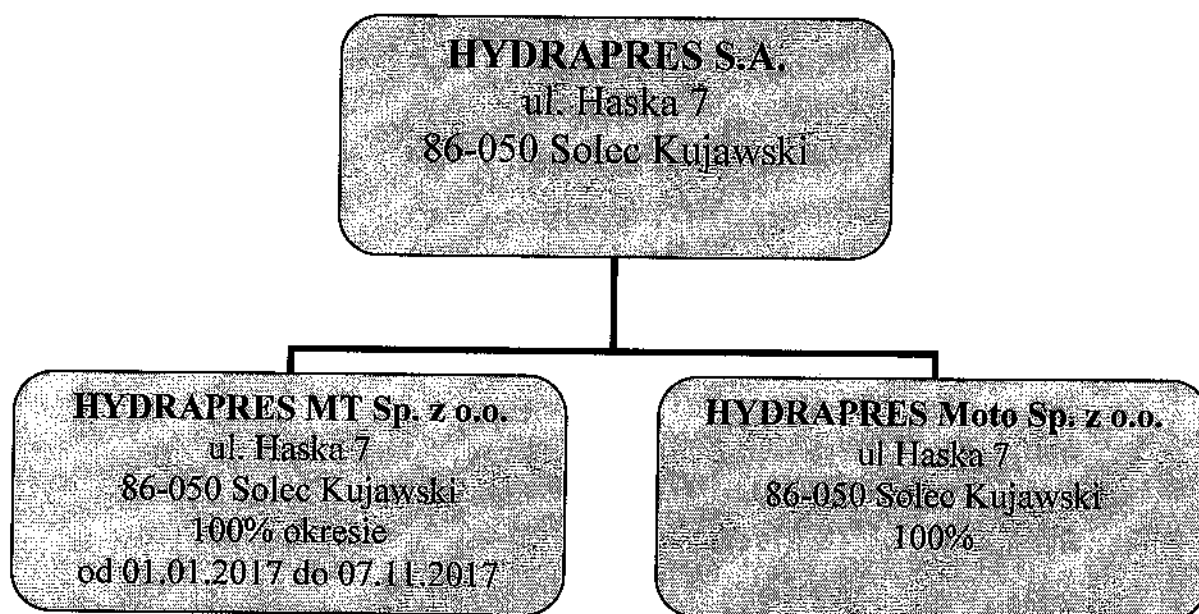 HYDRAPRES S.A.
ul. Haska 7
86-050 Solec Kujawski
HYDRAPRES MT Sp. z o.o.
ul. Haska 7
86-050 Solec Kujawski
100% okresie
od 01.01.2017 do 07.11.2017
HYDRAPRES Moto Sp. z o.o.
ul Haska 7
86-050 Solec Kujawski
100%